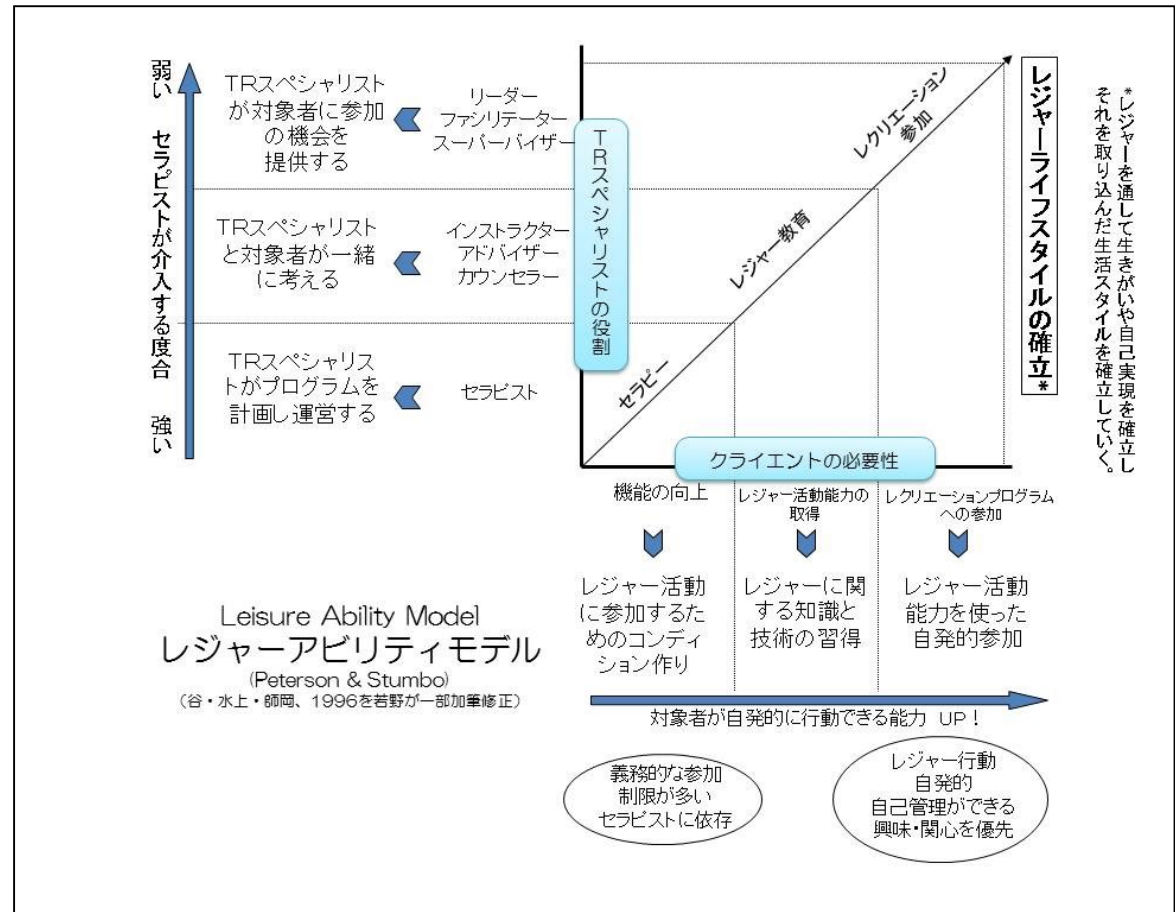 弱い セラピストが介入する度合 強い
TRスペシャリスト
が対象者に参加
の機会を
提供する
リーダー
ファシリテーター
スーパーバイザー
TRスペシャリスト
と対象者が一緒
に考える
インストラクター
アドバイザー
カウンセラー
TRスペシャリス
トがプログラムを
計画し運営する
セラピスト
TRスペシャリストの役割
セラピー
レジャー教育
レクリエーション
参加
レジャーライフスタイルの確立*
*レジャーを通して生きがいや自己実現を確立し
それを取り込んだ生活スタイルを確立していく。
クライエントの必要性
機能の向上
レジャー活動能力の
取得
レクリエーションプログラム
への参加
レジャー活動
に参加するた
めのコンディ
ション作り
レジャーに関
する知識と
技術の習得
レジャー活動
能力を使った
自発的参加
Leisure Ability Model
レジャーアビリティモデル
(Peterson & Stumbo)
(谷・水上・師岡、1996を若野が一部加筆修正)
対象者が自発的に行動できる能力 UP!
義務的な参加
制限が多い
セラピストに依存
レジャー行動
自発的
自己管理ができる
興味・関心を優先